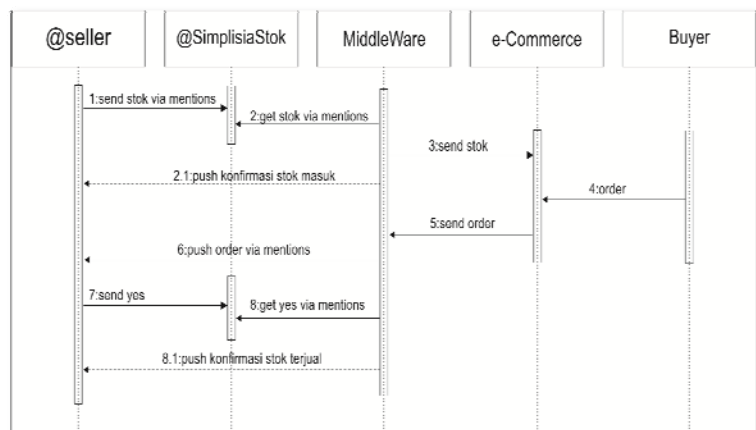 @seller
@SimplisiaStok
MiddleWare
e-Commerce
Buyer
1:send stok via mentions
2:get stok via mentions
3:send stok
2.1:push konfirmasi stok masuk
4:order
5:send order
6:push order via mentions
7:send yes
8:get yes via mentions
8.1:push konfirmasi stok terjual